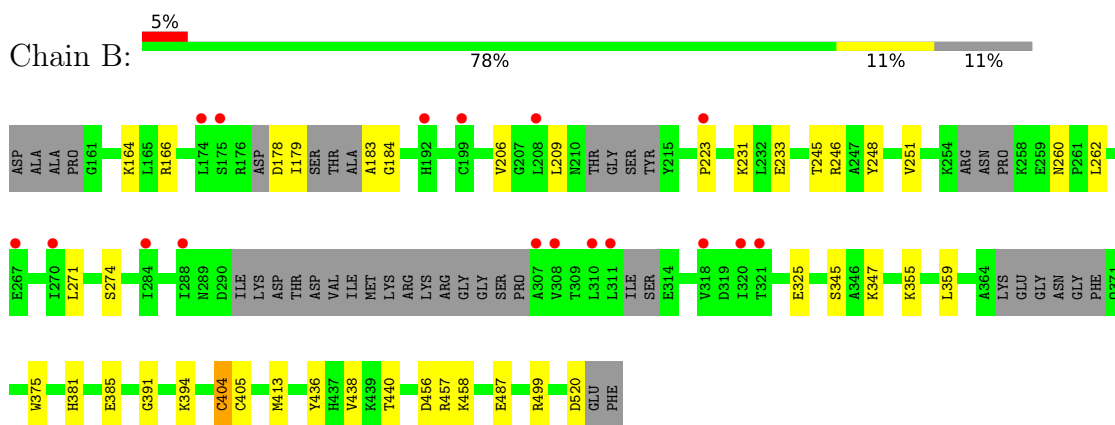 5%
Chain B:
78% 11% 11%
ASP ALA ALA PRO G161 K164 L165 R166 L174 S175 R176 ASP D178 I179 SER THR ALA A183 G184 H192 C199 V206 G207 L208 L209 N210 THR GLY SER TYR Y215 P223 K231 L232 E233 T245 R246 A247 Y248 V251 K254 ARG ASN PRO K258 E259 N260 P261 L262
E267 I270 L271 S274 I284 I288 N289 D290 ILE LYS ASP THR ASP VAL ILE MET LYS ARG LYS ARG GLY GLY SER PRO A307 V308 T309 L310 L311 ILE SER E314 V318 D319 I320 T321 E325 S345 A346 K347 K355 L359 A364 LYS GLU GLY ASN GLY PHE
W375 H381 E385 G391 K394 C404 C405 M413 Y436 H437 V438 K439 T440 D456 R457 K458 E487 R499 D520 GLU PHE